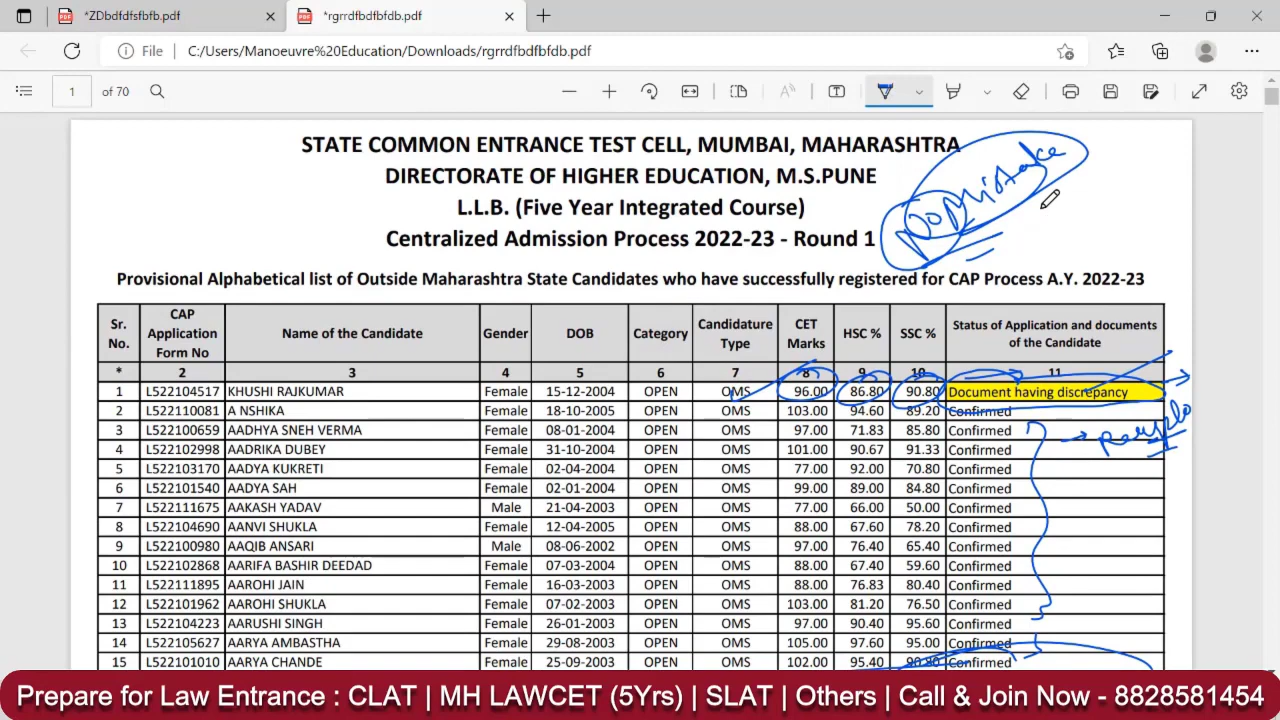 *ZDbdfdfsfbfb.pdf
*rgrrdfbdfbfdb.pdf
File C:/Users/Manoeuvre%20Education/Downloads/rgrrdfbdfbfdb.pdf
1 of 70
STATE COMMON ENTRANCE TEST CELL, MUMBAI, MAHARASHTRA
DIRECTORATE OF HIGHER EDUCATION, M.S.PUNE
L.L.B. (Five Year Integrated Course)
Centralized Admission Process 2022-23 - Round 1
mistake
Provisional Alphabetical list of Outside Maharashtra State Candidates who have successfully registered for CAP Process A.Y. 2022-23
Sr. No. CAP Application Form No Name of the Candidate Gender DOB Category Candidature Type CET Marks HSC % SSC % Status of Application and documents of the Candidate
* 2 3 4 5 6 7 8 9 10 11
1 L522104517 KHUSHI RAJKUMAR Female 15-12-2004 OPEN OMS 96.00 86.80 90.80 Document having discrepancy
2 L522110081 A NSHIKA Female 18-10-2005 OPEN OMS 103.00 94.60 89.20 Confirmed
3 L522100659 AADHYA SNEH VERMA Female 08-01-2004 OPEN OMS 97.00 71.83 85.80 Confirmed
4 L522102998 AADRIKA DUBEY Female 31-10-2004 OPEN OMS 101.00 90.67 91.33 Confirmed
5 L522103170 AADYA KUKRETI Female 02-04-2004 OPEN OMS 77.00 92.00 70.80 Confirmed
6 L522101540 AADYA SAH Female 02-01-2004 OPEN OMS 99.00 89.00 84.80 Confirmed
7 L522111675 AAKASH YADAV Male 21-04-2003 OPEN OMS 77.00 66.00 50.00 Confirmed
8 L522104690 AANVI SHUKLA Female 12-04-2005 OPEN OMS 88.00 67.60 78.20 Confirmed
9 L522100980 AAQIB ANSARI Male 08-06-2002 OPEN OMS 97.00 76.40 65.40 Confirmed
10 L522102868 AARIFA BASHIR DEEDAD Female 07-03-2004 OPEN OMS 88.00 67.40 59.60 Confirmed
11 L522111895 AAROHI JAIN Female 16-03-2003 OPEN OMS 88.00 76.83 80.40 Confirmed
12 L522101962 AAROHI SHUKLA Female 07-02-2003 OPEN OMS 103.00 81.20 76.50 Confirmed
13 L522104223 AARUSHI SINGH Female 26-01-2003 OPEN OMS 97.00 90.40 95.60 Confirmed
14 L522105627 AARYA AMBASTHA Female 29-08-2003 OPEN OMS 105.00 97.60 95.00 Confirmed
15 L522101010 AARYA CHANDE Female 25-09-2003 OPEN OMS 102.00 95.40 90.80 Confirmed
Prepare for Law Entrance : CLAT | MH LAWCET (5Yrs) | SLAT | Others | Call & Join Now - 8828581454